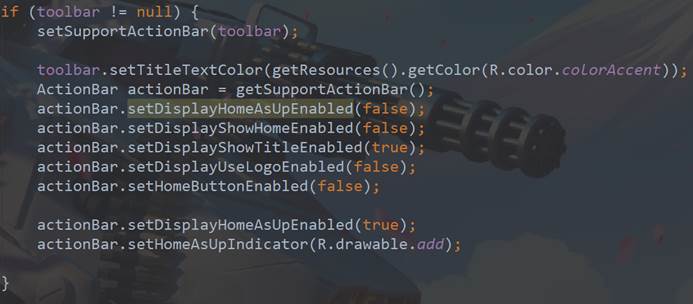 if (toolbar != null) {
    setSupportActionBar(toolbar);

    toolbar.setTitleTextColor(getResources().getColor(R.color.colorAccent));
    ActionBar actionBar = getSupportActionBar();
    actionBar.setDisplayHomeAsUpEnabled(false);
    actionBar.setDisplayShowHomeEnabled(false);
    actionBar.setDisplayShowTitleEnabled(true);
    actionBar.setDisplayUseLogoEnabled(false);
    actionBar.setHomeButtonEnabled(false);

    actionBar.setDisplayHomeAsUpEnabled(true);
    actionBar.setHomeAsUpIndicator(R.drawable.add);

}